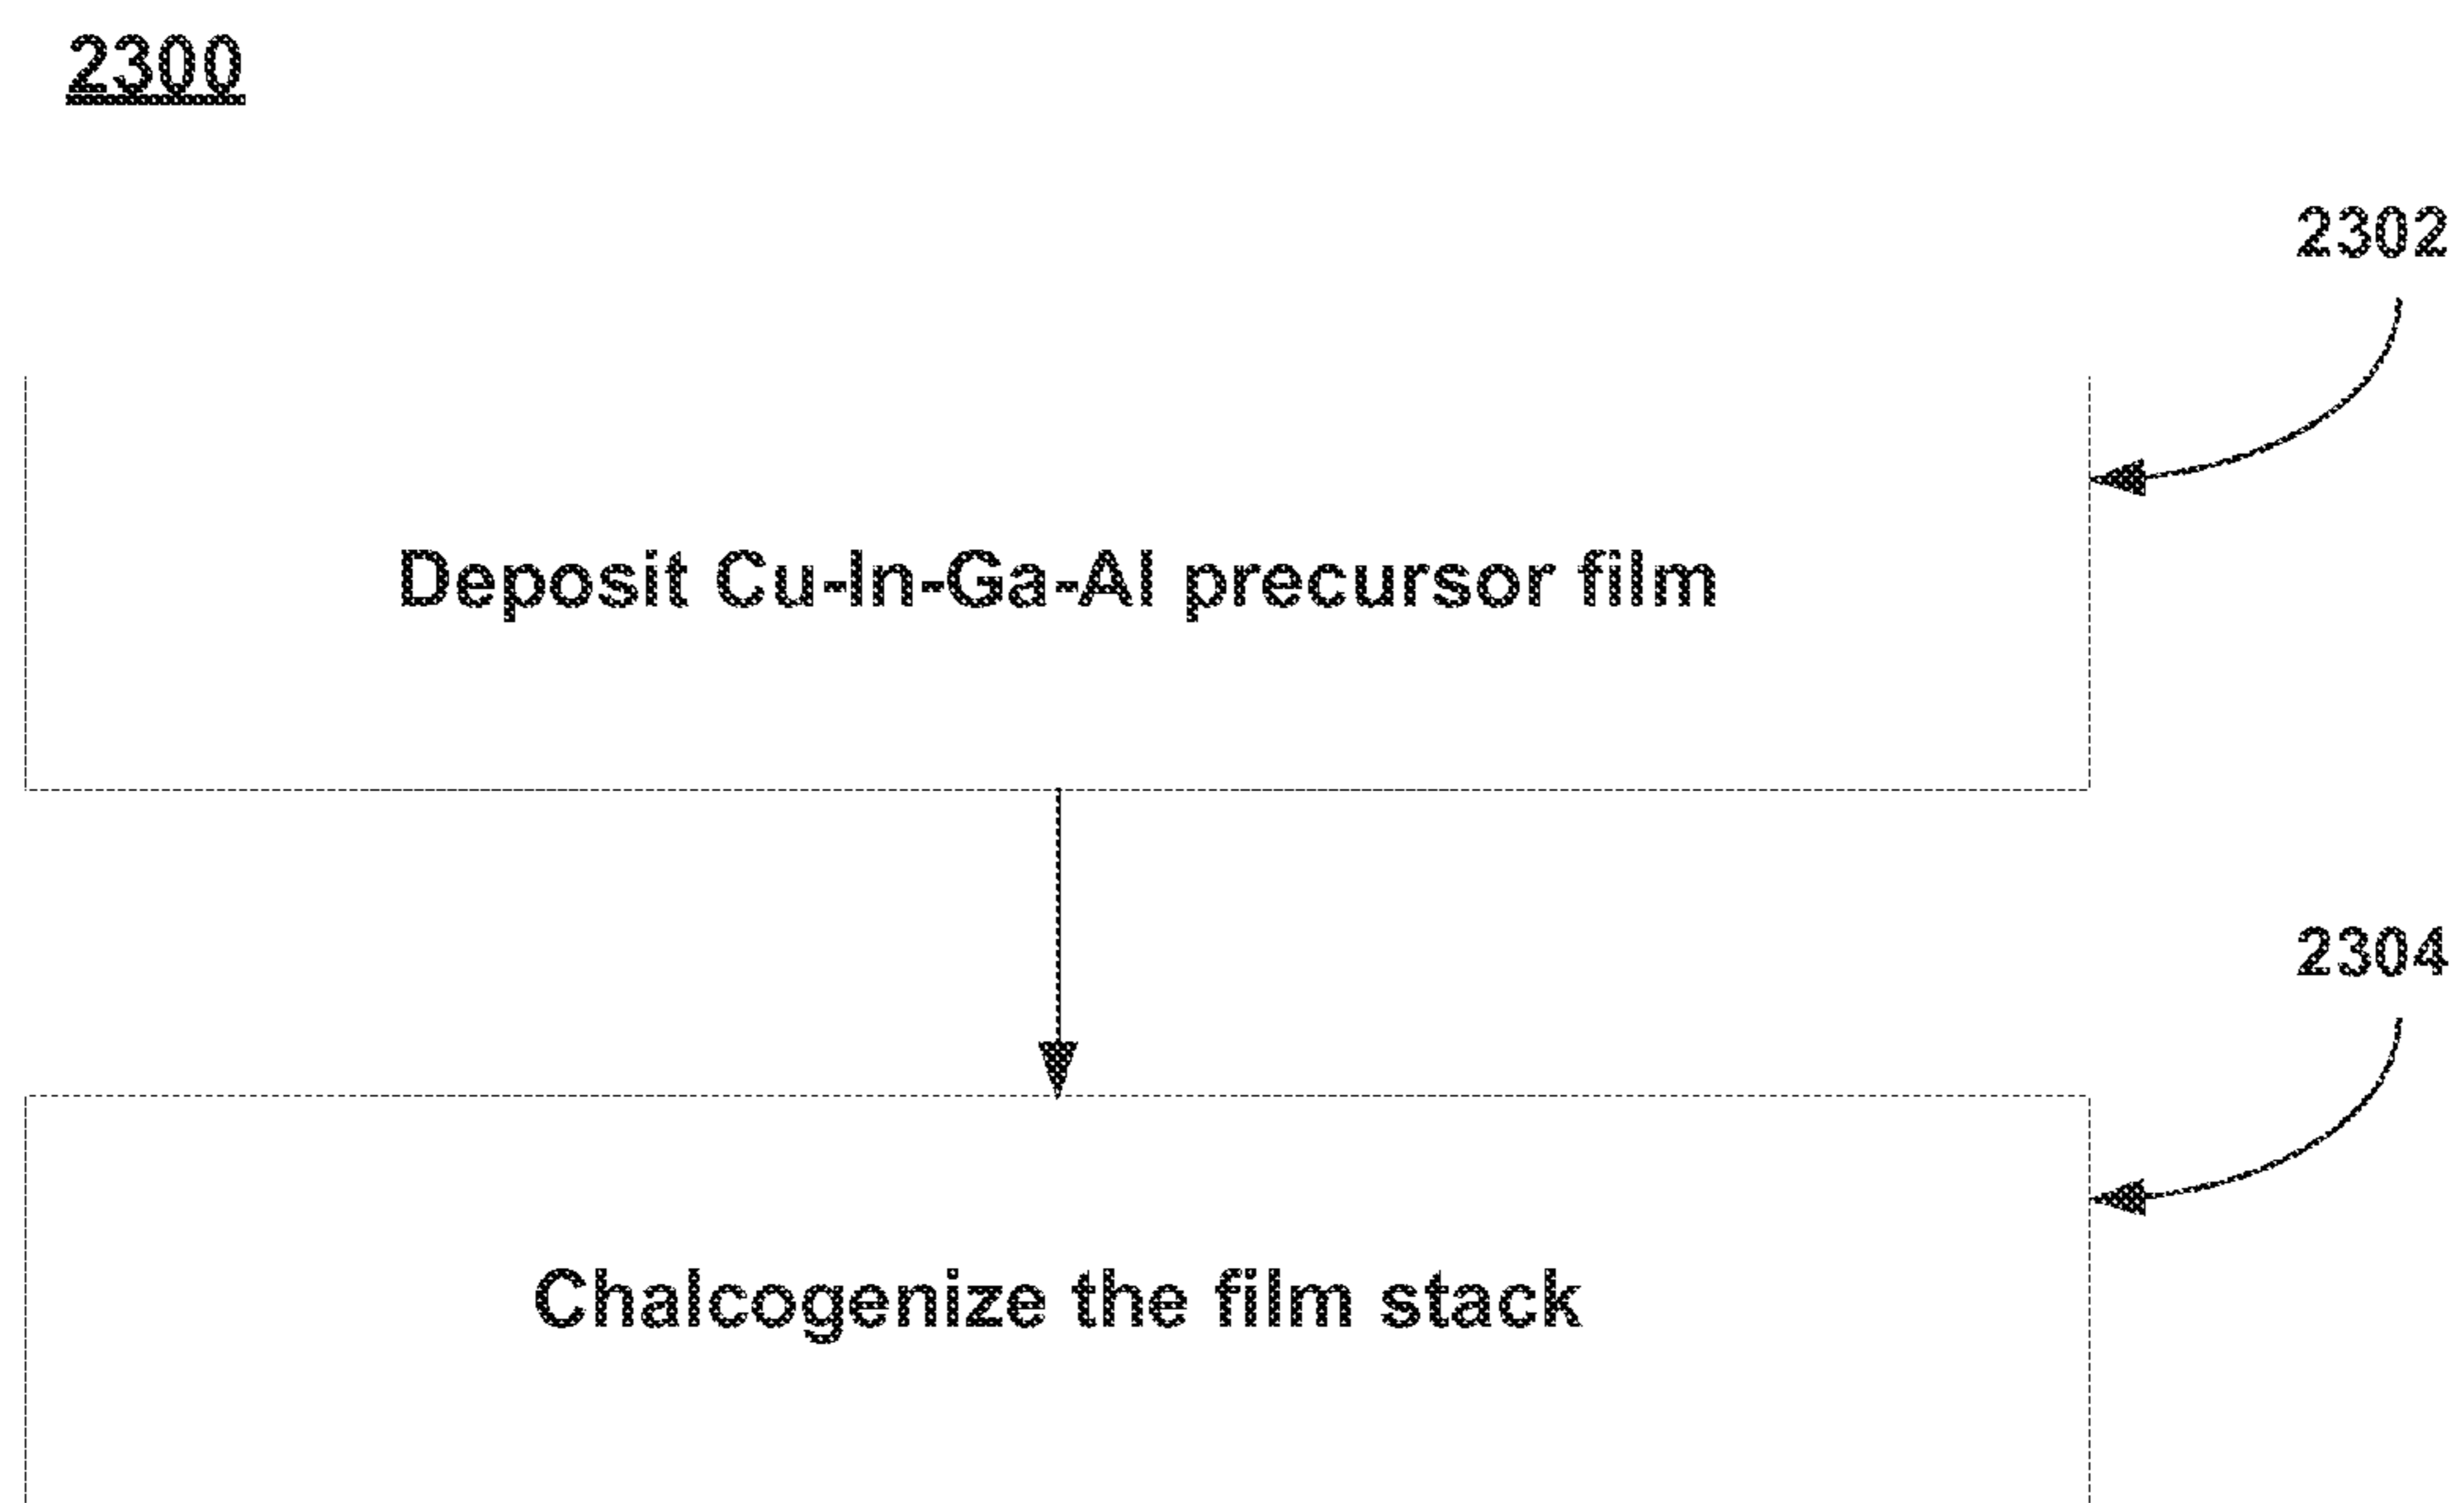 2300
2302
Deposit Cu-In-Ga-Al precursor film
2304
Chalcogenize the film stack